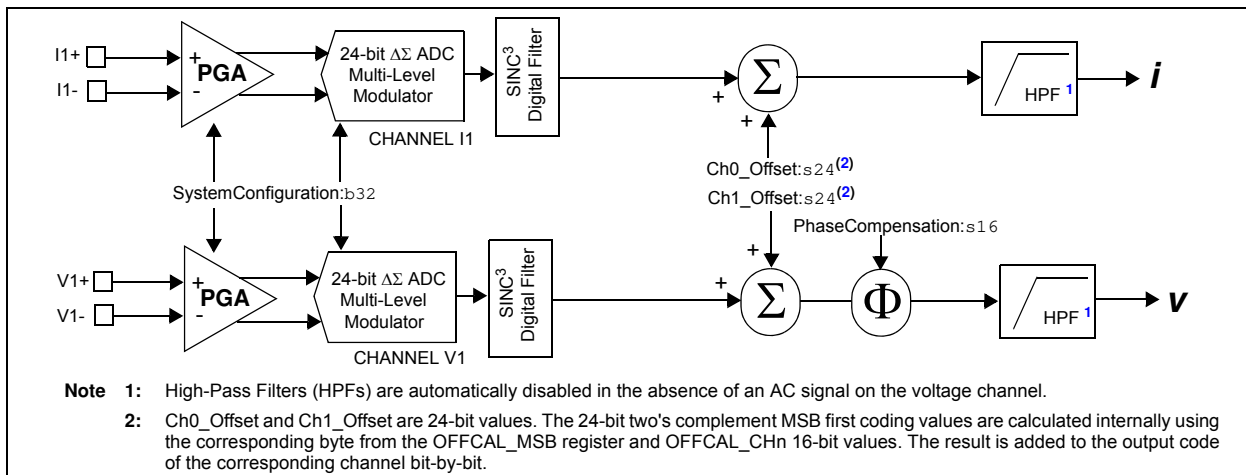 I1+
I1-
+
PGA
-
24-bit ΔΣ ADC
Multi-Level
Modulator
SINC³
Digital Filter
CHANNEL I1
+
Σ
+
HPF 1
i
SystemConfiguration:b32
Ch0_Offset:s24(2)
Ch1_Offset:s24(2)
PhaseCompensation:s16
V1+
V1-
+
PGA
-
24-bit ΔΣ ADC
Multi-Level
Modulator
SINC³
Digital Filter
CHANNEL V1
+
+
Σ
Φ
HPF 1
v
Note 1: High-Pass Filters (HPFs) are automatically disabled in the absence of an AC signal on the voltage channel.
2: Ch0_Offset and Ch1_Offset are 24-bit values. The 24-bit two's complement MSB first coding values are calculated internally using
the corresponding byte from the OFFCAL_MSB register and OFFCAL_CHn 16-bit values. The result is added to the output code
of the corresponding channel bit-by-bit.